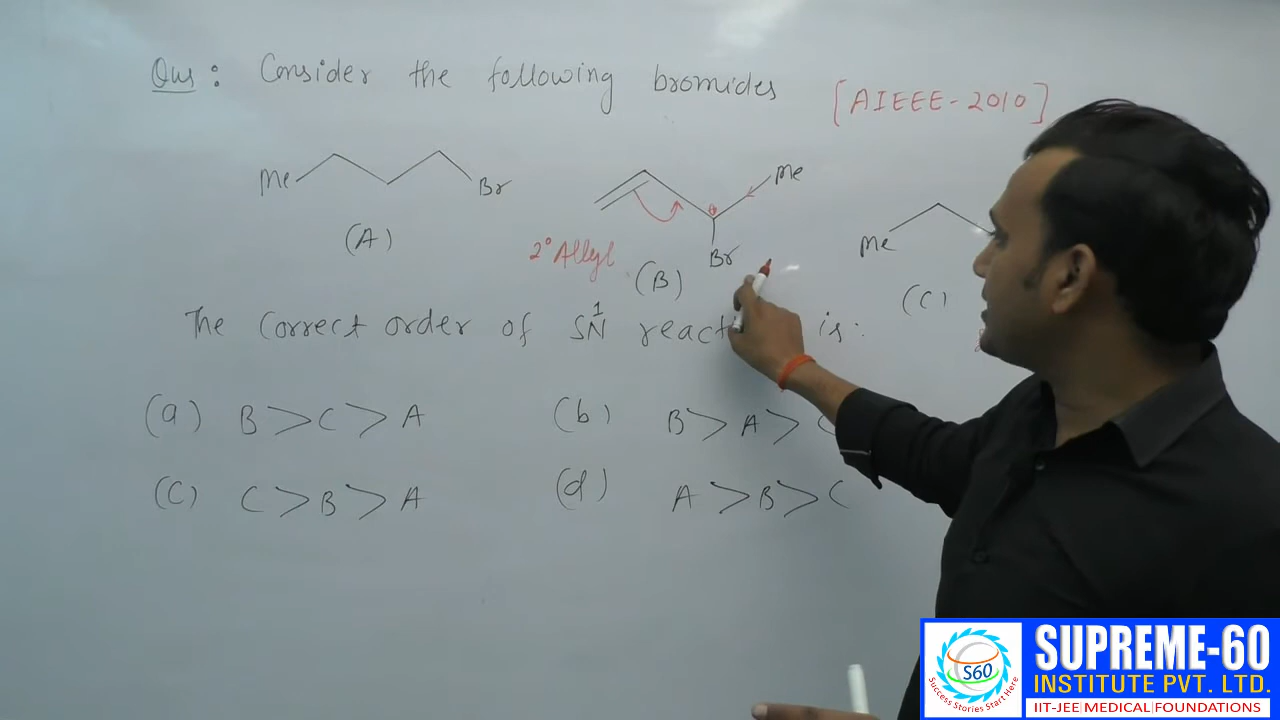 Qus : Consider the following bromides [AIEEE-2010]
Me Br
(A)
Me
Br
2° Allyl
(B)
Me
(C)
The Correct order of SN1 react is:
(a) B > C > A
(b) B > A > C
(C) C > B > A
(d) A > B > C
S60
Success Stories Start Here
SUPREME-60
INSTITUTE PVT. LTD.
IIT-JEE MEDICAL FOUNDATIONS